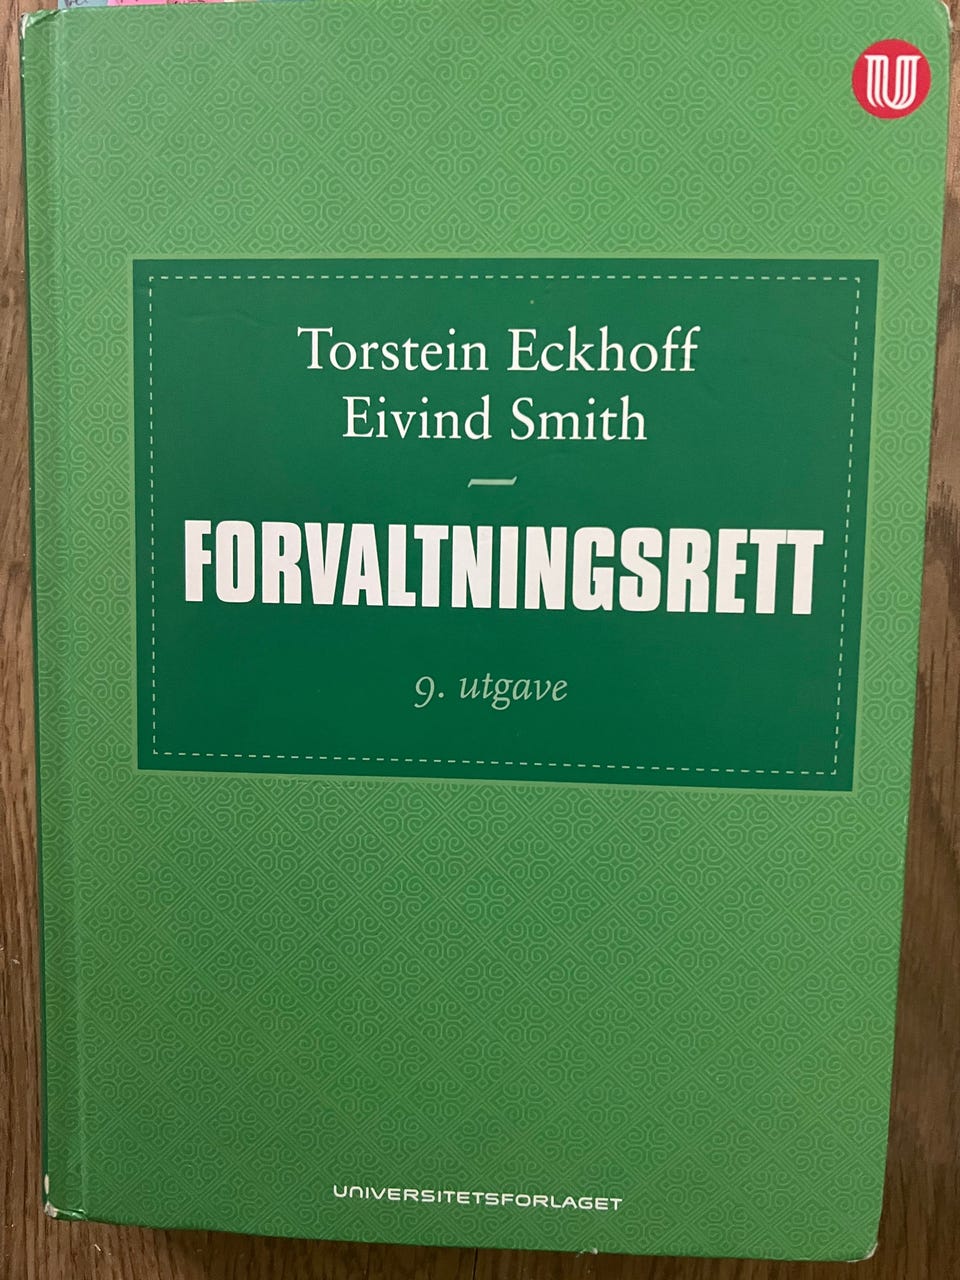 Torstein Eckhoff
Eivind Smith
—
FORVALTNINGSRETT
9. utgave
UNIVERSITETSFORLAGET